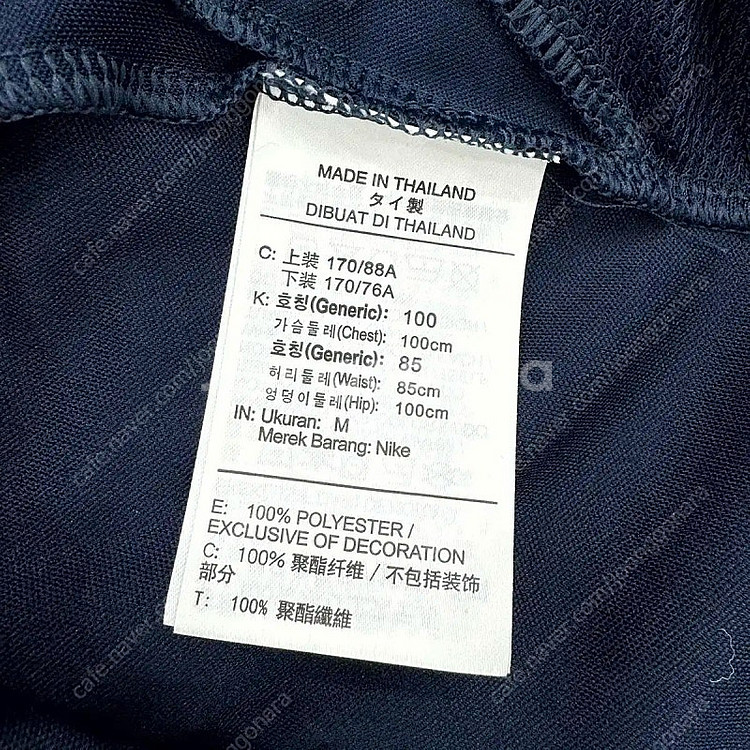 MADE IN THAILAND
タイ製
DIBUAT DI THAILAND
C: 上装 170/88A
下装 170/76A
K: 호칭(Generic): 100
가슴둘레(Chest): 100cm
호칭(Generic): 85
허리둘레(Waist): 85cm
엉덩이둘레(Hip): 100cm
IN: Ukuran: M
Merek Barang: Nike
E: 100% POLYESTER /
EXCLUSIVE OF DECORATION
C: 100% 聚酯纤维 / 不包括装饰
部分
T: 100% 聚酯纖維